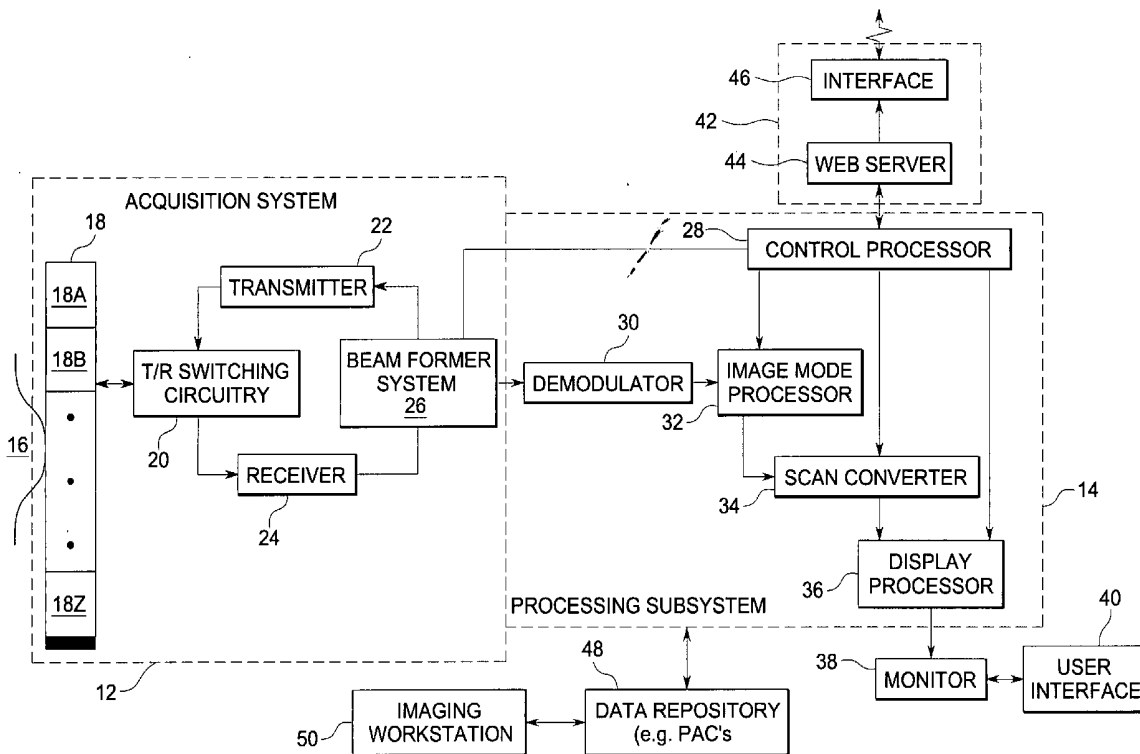 46
INTERFACE
42
44
WEB SERVER
ACQUISITION SYSTEM
18
22
28
CONTROL PROCESSOR
18A
TRANSMITTER
30
18B
T/R SWITCHING
CIRCUITRY
BEAM FORMER
SYSTEM
26
DEMODULATOR
IMAGE MODE
PROCESSOR
32
16
20
RECEIVER
24
SCAN CONVERTER
34
14
18Z
DISPLAY
PROCESSOR
36
PROCESSING SUBSYSTEM
40
12
48
38
MONITOR
USER
INTERFACE
50
IMAGING
WORKSTATION
DATA REPOSITORY
(e.g. PAC's